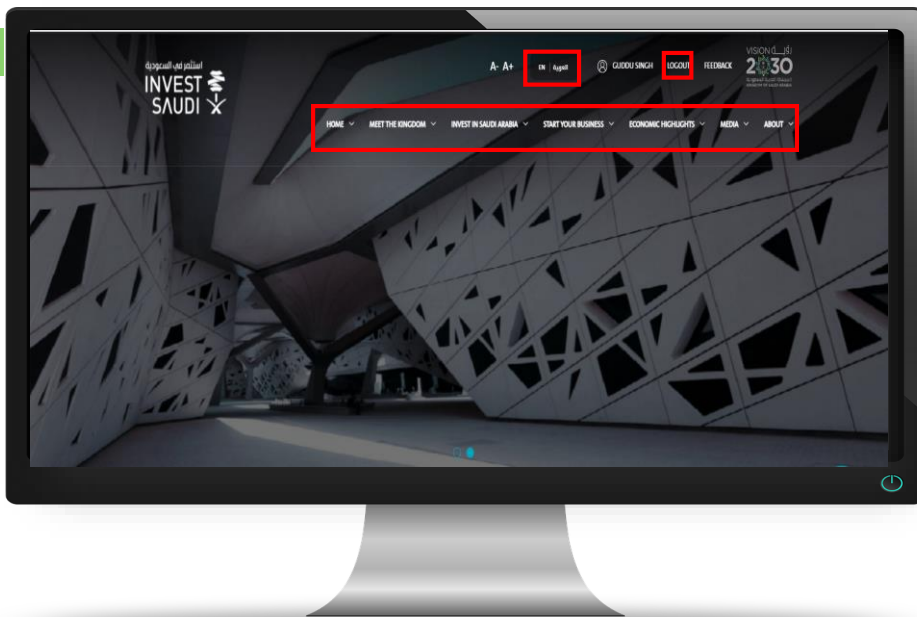 استثمر في السعودية
INVEST
SAUDI
A- A+
EN | العربية
GUDDU SINGH
LOGOUT
FEEDBACK
VISION رؤيــة
2030
HOME
MEET THE KINGDOM
INVEST IN SAUDI ARABIA
START YOUR BUSINESS
ECONOMIC HIGHLIGHTS
MEDIA
ABOUT